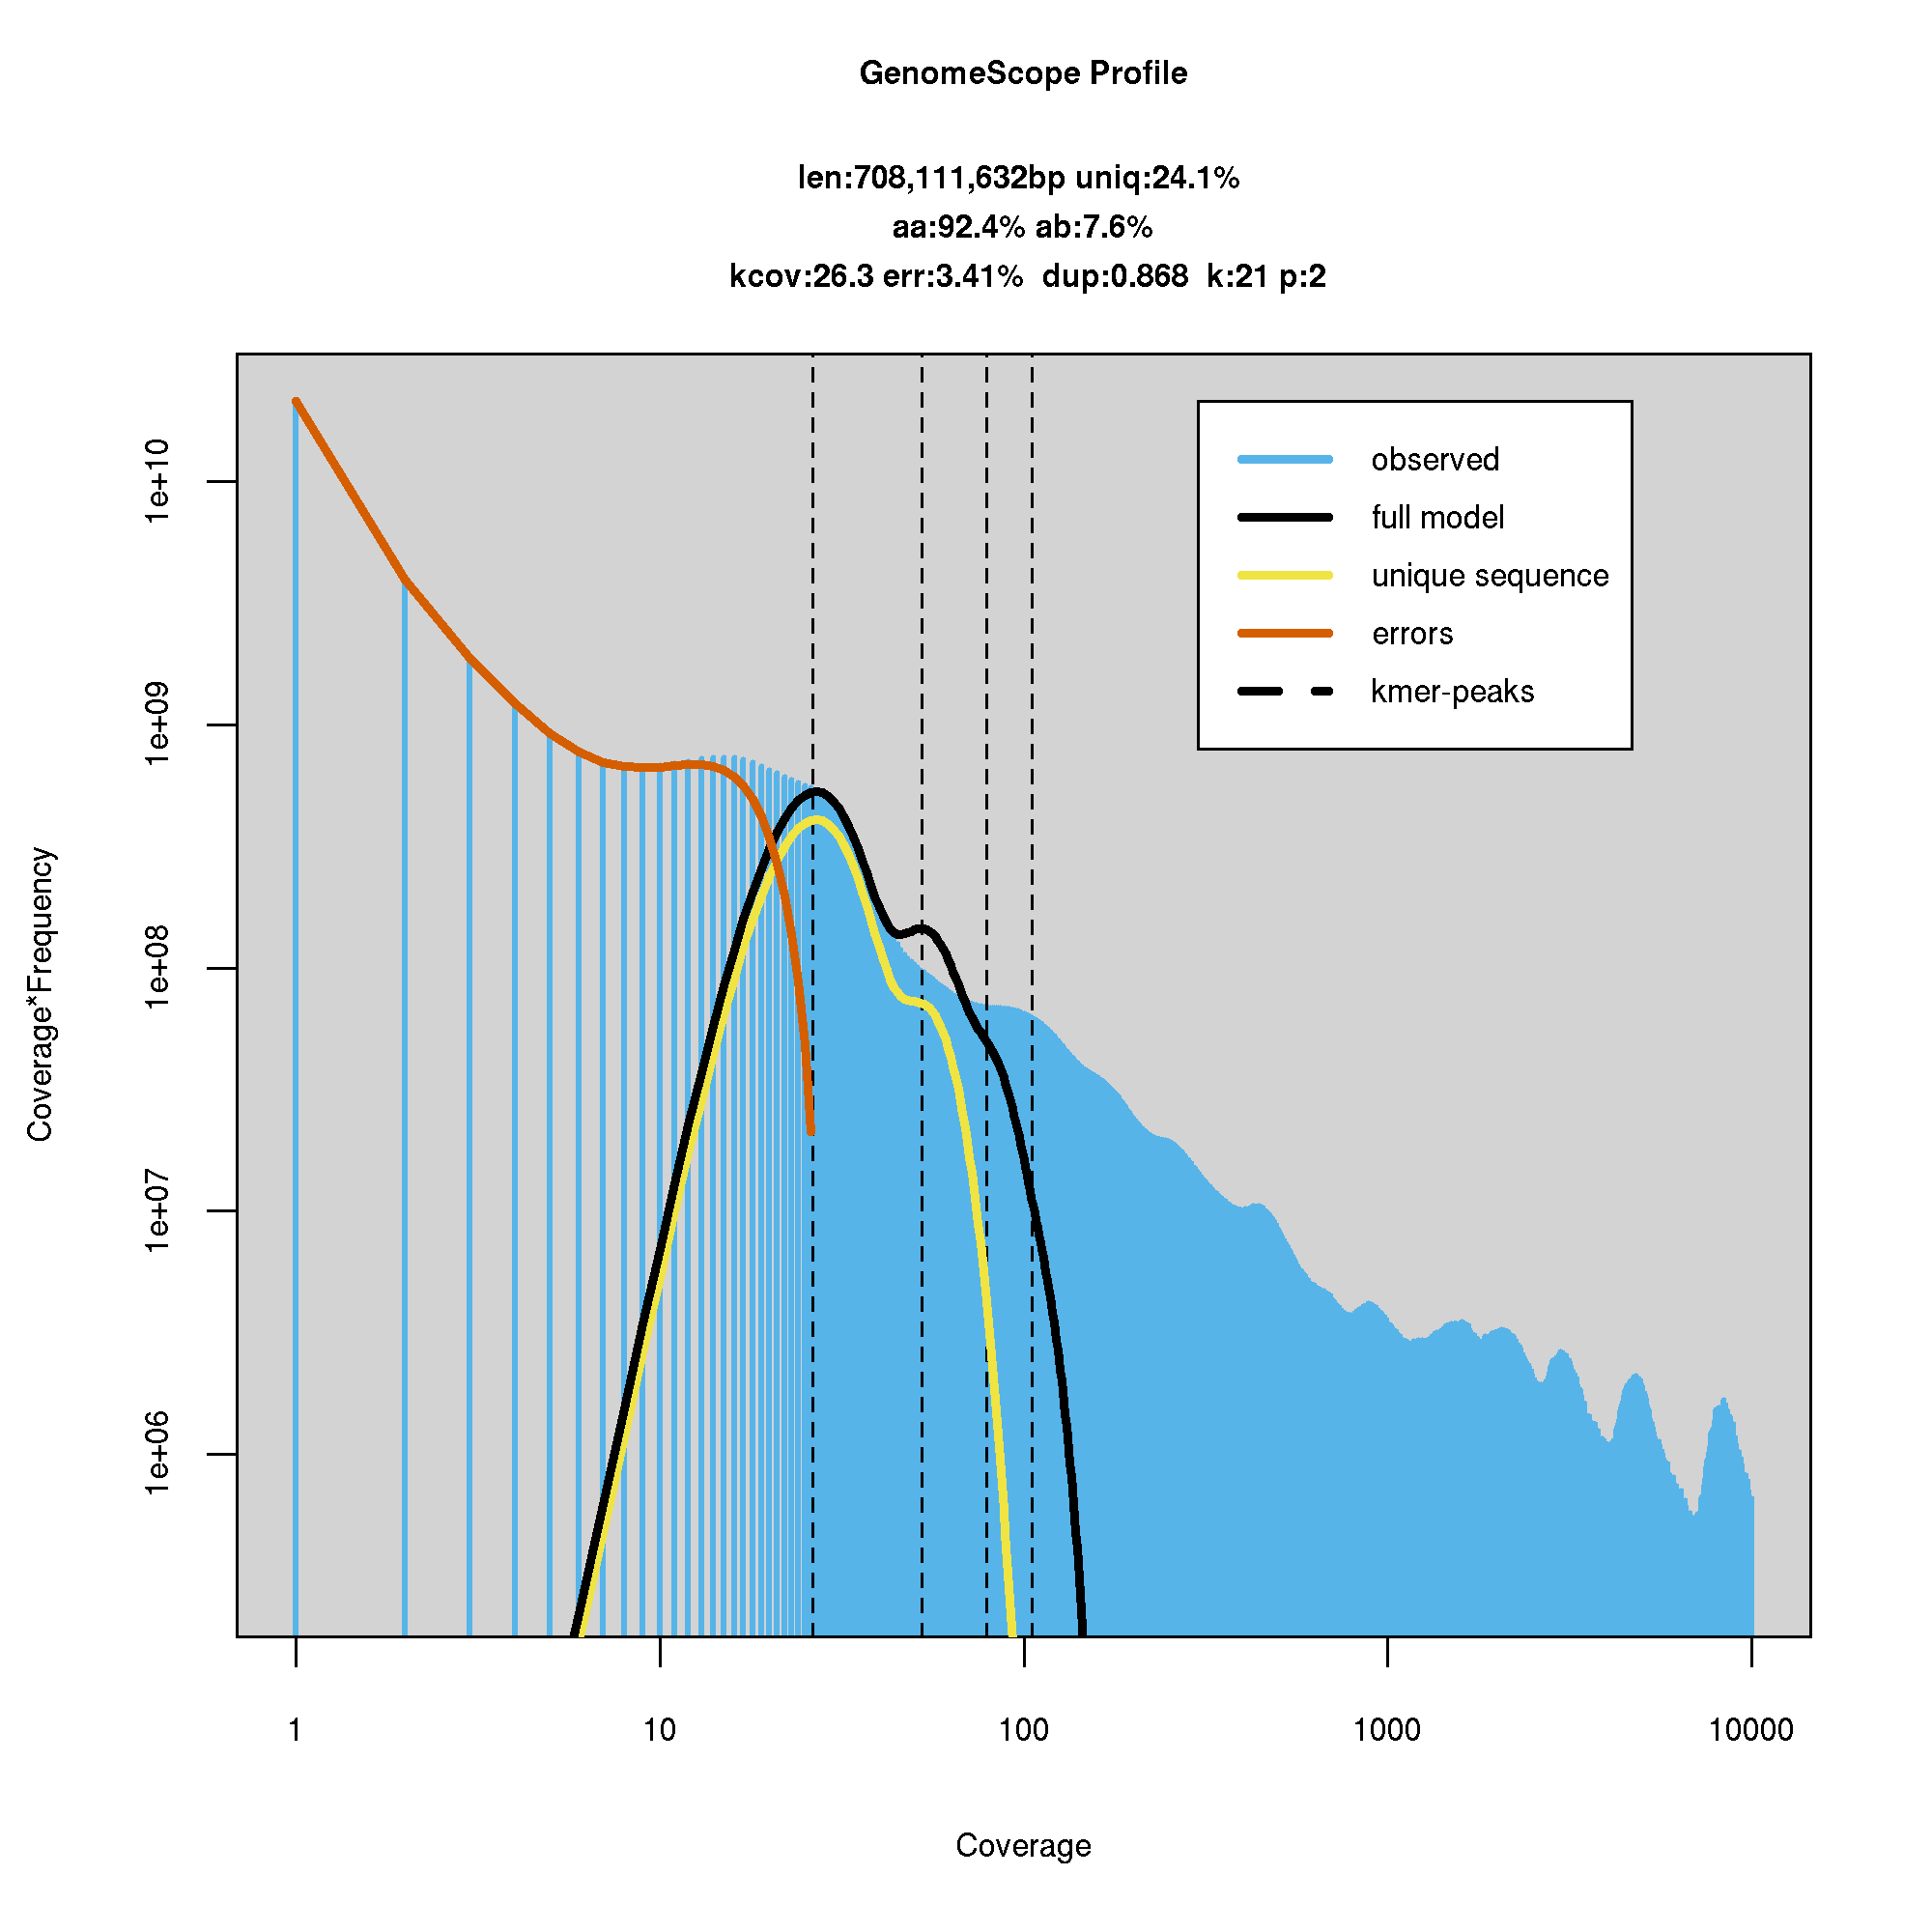 GenomeScope Profile
len:708,111,632bp uniq:24.1%
aa:92.4% ab:7.6%
kcov:26.3 err:3.41%  dup:0.868  k:21 p:2
observed
full model
unique sequence
errors
kmer-peaks
Coverage*Frequency
1e+10
1e+09
1e+08
1e+07
1e+06
1 10 100 1000 10000
Coverage